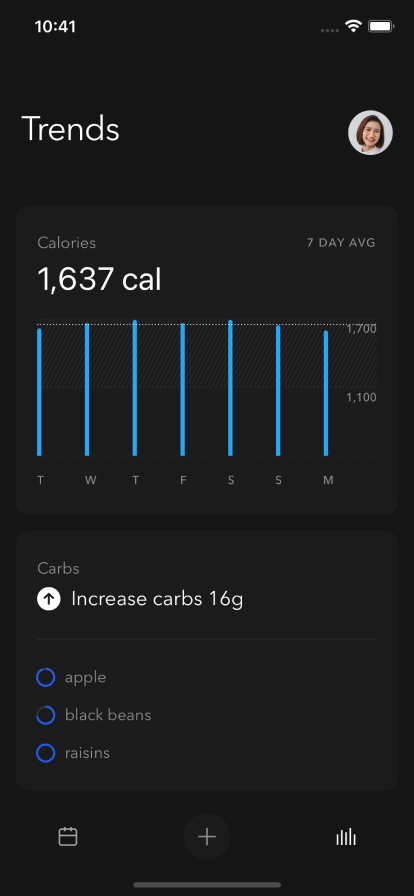 10:41
Trends
Calories
7 DAY AVG
1,637 cal
1,700
1,100
T W T F S S M
Carbs
Increase carbs 16g
apple
black beans
raisins